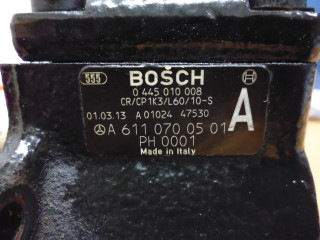 555 BOSCH
0 445 010 008
CR/CP1K3/L60/10-S
01.03.13 A 01024 47530
A 611 070 05 01 A
PH 0001
Made in Italy